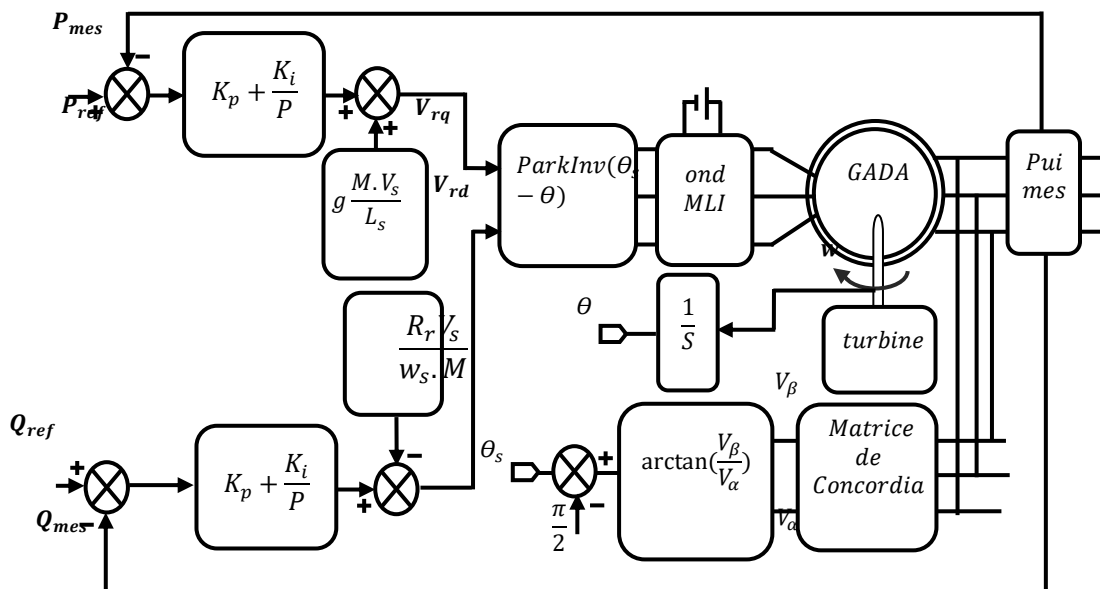 P_mes
−
P_ref
+
K_p + K_i/P
+
+
V_rq
g M.V_s/L_s
V_rd
ParkInv(θ_s
− θ)
ond
MLI
GADA
Pui
mes
w
θ
1/S
turbine
R_r V_s/w_s.M
V_β
Q_ref
+
Q_mes
−
K_p + K_i/P
+
−
θ_s
+
−
π/2
arctan(V_β/V_α)
V_α
Matrice
de
Concordia